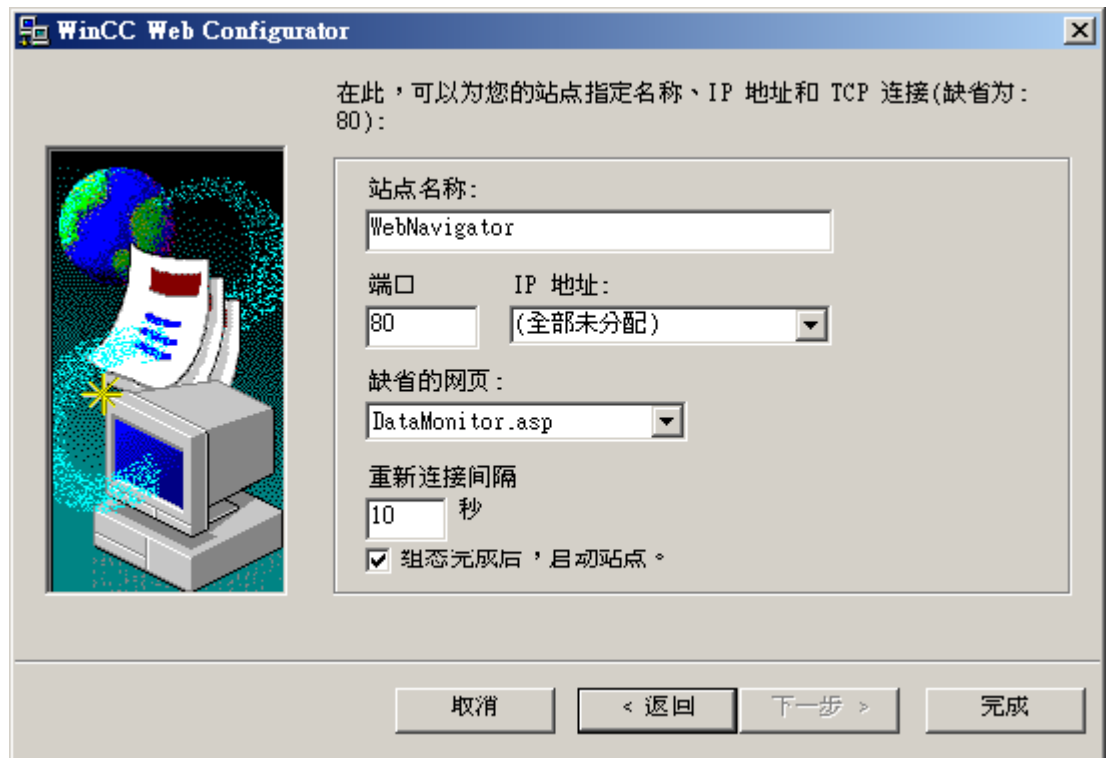 WinCC Web Configurator
在此，可以为您的站点指定名称、IP 地址和 TCP 连接(缺省为:
80):
站点名称:
WebNavigator
端口 IP 地址:
80 (全部未分配)
缺省的网页:
DataMonitor.asp
重新连接间隔
10 秒
组态完成后，启动站点。
取消 < 返回 下一步 > 完成